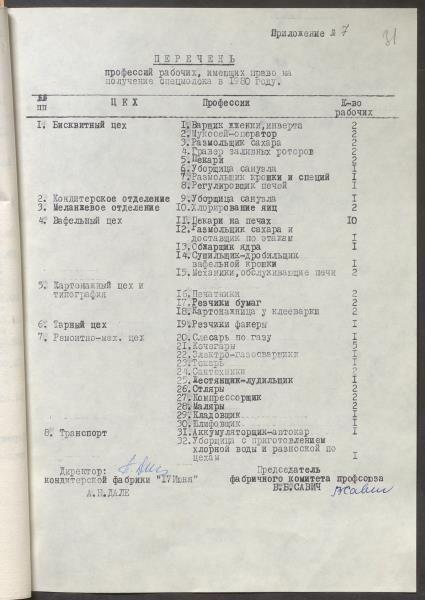 Приложение № 7
31
ПЕРЕЧЕНЬ
профессий рабочих, имеющих право на
получение спецмолока в 1980 году.
№№ пп ЦЕХ Профессии К-во рабочих
1. Бисквитный цех 1. Варщик жженки, инверта 2
2. Мукосей-оператор 2
3. Размольщик сахара 2
4. Гравер заливных роторов 2
5. Пекари 2
6. Уборщица санузла 1
7. Размольщик крошки и специй 1
8. Регулировщик печей 1
2. Кондитерское отделение 9. Уборщица санузла 1
3. Меланжевое отделение 10. Хлорирование яиц 2
4. Вафельный цех 11. Пекари на печах 10
12. Размольщик сахара и
доставщик по этажам 1
13. Обжарщик ядра 1
14. Сушильщик-дробильщик
вафельной крошки 1
15. Механики, обслуживающие печи 2
5. Картонажный цех и
типография
16. Печатники 2
17. Резчики бумаг 2
18. Картонажница у клееварки 2
6. Тарный цех 19. Резчики фанеры 1
7. Ремонтно-мех. цех 20. Слесарь по газу 1
21. Кочегары 5
22. Электро-газосварщики 1
23. Токарь 1
24. Сантехники 2
25. Жестянщик-лудильщик 1
26. Столяры 2
27. Компрессорщик 2
28. Маляры 2
29. Кладовщик 1
30. Шлифовщик 1
8. Транспорт 31. Аккумуляторщик-автокар 1
32. Уборщица с приготовлением
хлорной воды и разноской по
цехам 1
Директор: Председатель
кондитерской фабрики "17 Июня" фабричного комитета профсоюза
А.Н.ДАЛЕ В.Б.САВИЧ